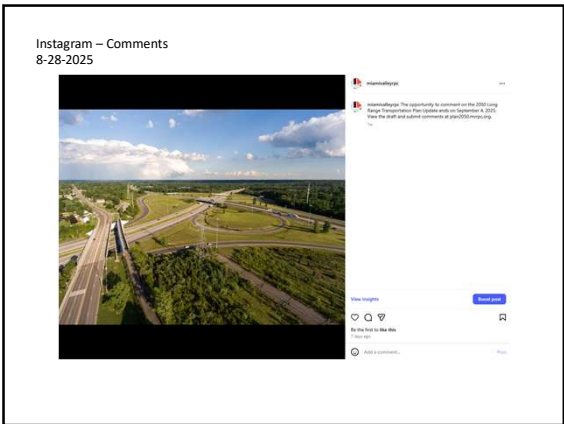 Instagram – Comments
8-28-2025
miamivalleyrpc
miamivalleyrpc The opportunity to comment on the 2050 Long
Range Transportation Plan Update ends on September 4, 2025.
View the draft and submit comments at plan2050.mvrpc.org.
View insights
Boost post
Be the first to like this
Add a comment...
Post